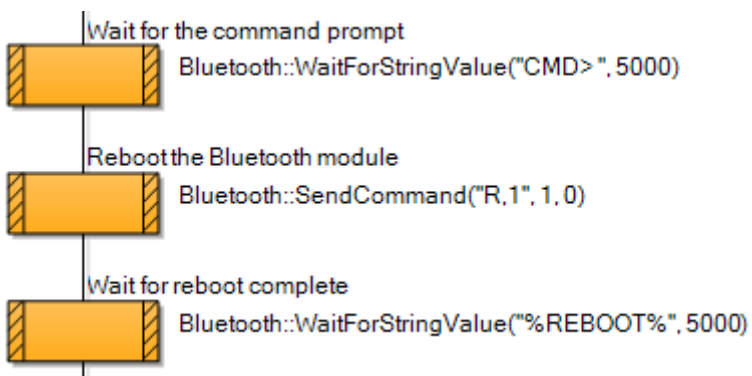 Wait for the command prompt
Bluetooth::WaitForStringValue("CMD> ", 5000)
Reboot the Bluetooth module
Bluetooth::SendCommand("R,1", 1, 0)
Wait for reboot complete
Bluetooth::WaitForStringValue("%REBOOT%", 5000)